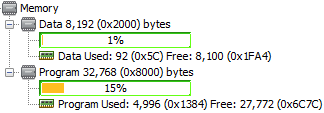 Memory
Data 8,192 (0x2000) bytes
1%
Data Used: 92 (0x5C) Free: 8,100 (0x1FA4)
Program 32,768 (0x8000) bytes
15%
Program Used: 4,996 (0x1384) Free: 27,772 (0x6C7C)